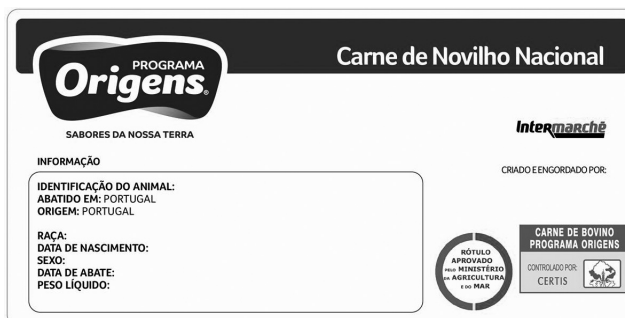 PROGRAMA
Origens®
SABORES DA NOSSA TERRA
Carne de Novilho Nacional
Intermarchē
CRIADO E ENGORDADO POR:
INFORMAÇÃO
IDENTIFICAÇÃO DO ANIMAL:
ABATIDO EM: PORTUGAL
ORIGEM: PORTUGAL
RAÇA:
DATA DE NASCIMENTO:
SEXO:
DATA DE ABATE:
PESO LÍQUIDO:
RÓTULO
APROVADO
PELO MINISTÉRIO
DA AGRICULTURA
E DO MAR
CARNE DE BOVINO
PROGRAMA ORIGENS
CONTROLADO POR:
CERTIS